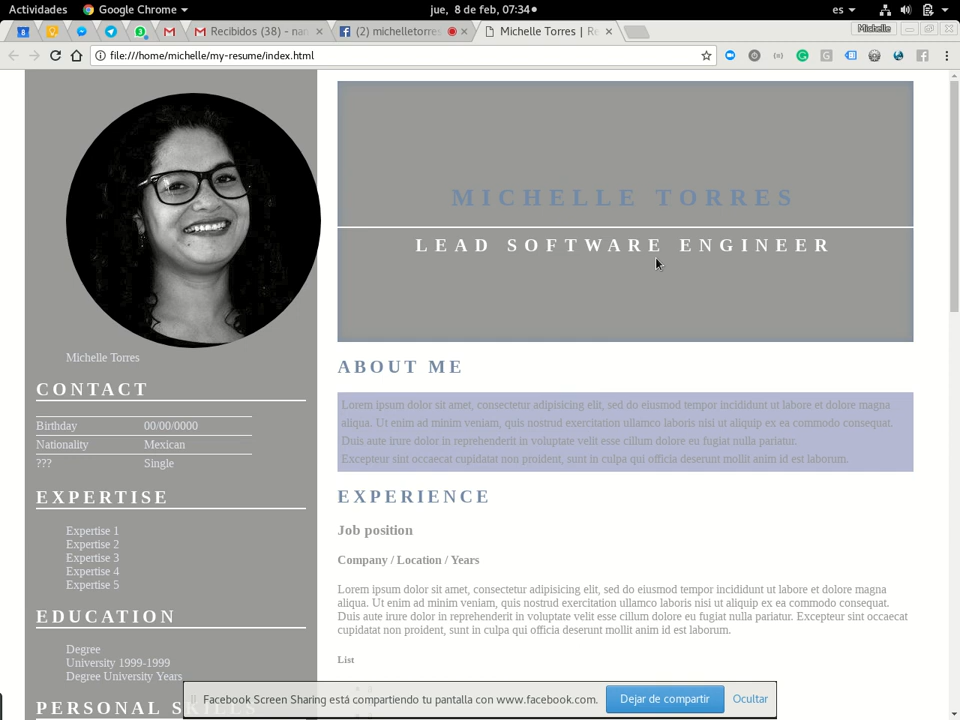 Actividades
Google Chrome
jue, 8 de feb, 07:34
es
8
3
Recibidos (38) - nan
(2) michelletorres
Michelle Torres | Re
Michelle
file:///home/michelle/my-resume/index.html
MICHELLE TORRES
LEAD SOFTWARE ENGINEER
Michelle Torres
CONTACT
Birthday 00/00/0000
Nationality Mexican
??? Single
EXPERTISE
Expertise 1
Expertise 2
Expertise 3
Expertise 4
Expertise 5
EDUCATION
Degree
University 1999-1999
Degree University Years
PERSONAL SKILLS
ABOUT ME
Lorem ipsum dolor sit amet, consectetur adipisicing elit, sed do eiusmod tempor incididunt ut labore et dolore magna
aliqua. Ut enim ad minim veniam, quis nostrud exercitation ullamco laboris nisi ut aliquip ex ea commodo consequat.
Duis aute irure dolor in reprehenderit in voluptate velit esse cillum dolore eu fugiat nulla pariatur.
Excepteur sint occaecat cupidatat non proident, sunt in culpa qui officia deserunt mollit anim id est laborum.
EXPERIENCE
Job position
Company / Location / Years
Lorem ipsum dolor sit amet, consectetur adipisicing elit, sed do eiusmod tempor incididunt ut labore et dolore magna
aliqua. Ut enim ad minim veniam, quis nostrud exercitation ullamco laboris nisi ut aliquip ex ea commodo consequat.
Duis aute irure dolor in reprehenderit in voluptate velit esse cillum dolore eu fugiat nulla pariatur. Excepteur sint occaecat
cupidatat non proident, sunt in culpa qui officia deserunt mollit anim id est laborum.
List
Facebook Screen Sharing está compartiendo tu pantalla con www.facebook.com.
Dejar de compartir
Ocultar